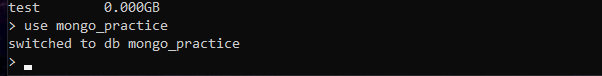 test       0.000GB
> use mongo_practice
switched to db mongo_practice
>